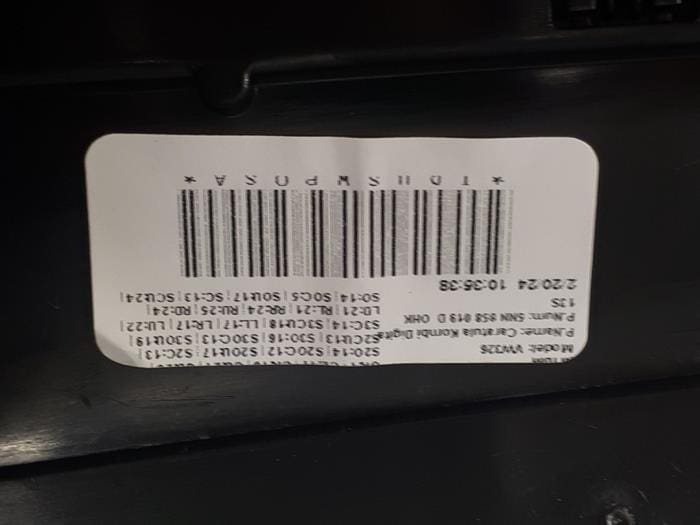 Model: VW326
P.Name: Caratula Kombi Digita
P.Num: 5NN 858 019 D OHK
13S
2:20:24 10:35:38
S2O:14|S2OC:12|S2OU:17|S2C:13
S2CU:13|S3O:16|S3OC:13|S3OU:19|
S3C:14|S3CU:18|LL:17|LR:17|LU:22
LD:21|RL:21|RR:24|RU:25|RD:24|
SO:14|SOC:5|SOU:17|SC:13|SCU:24|